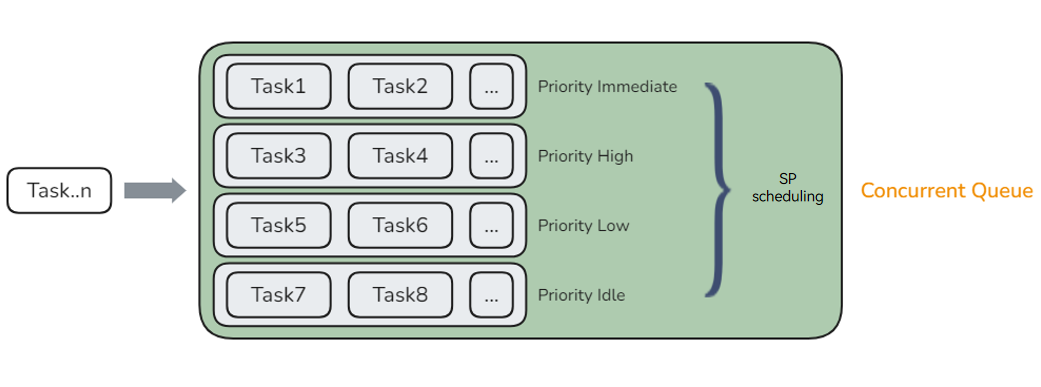 Task1 Task2 ... Priority Immediate
Task3 Task4 ... Priority High
Task..n
SP
scheduling
Concurrent Queue
Task5 Task6 ... Priority Low
Task7 Task8 ... Priority Idle